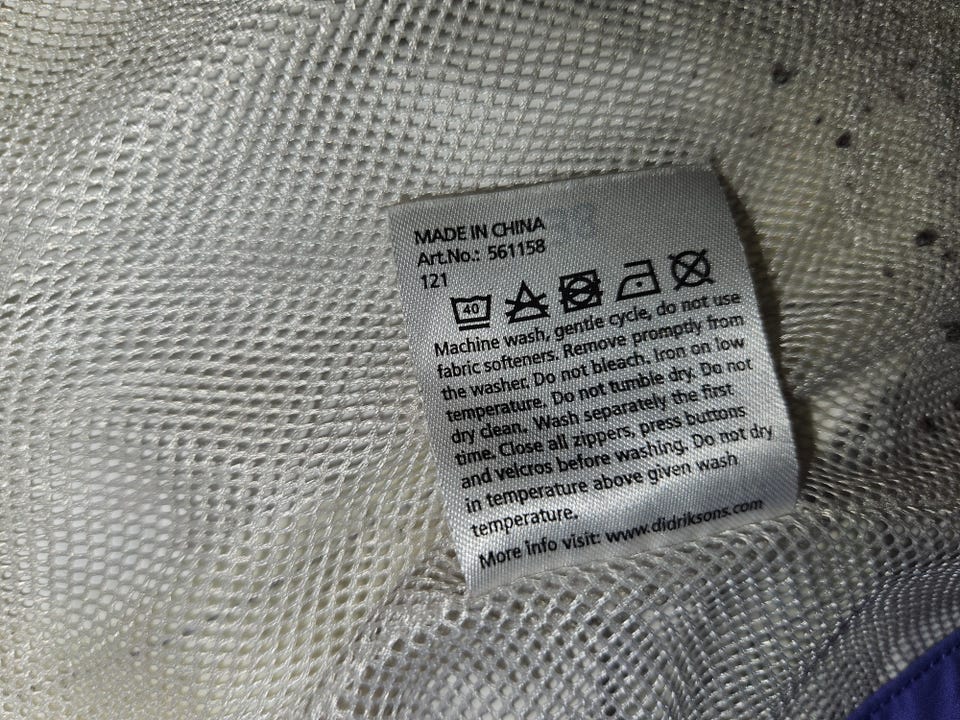 MADE IN CHINA
Art.No.: 561158
121
40
Machine wash, gentle cycle, do not use
fabric softeners. Remove promptly from
the washer. Do not bleach. Iron on low
temperature. Do not tumble dry. Do not
dry clean. Wash separately the first
time. Close all zippers, press buttons
and velcros before washing. Do not dry
in temperature above given wash
temperature.
More info visit: www.didriksons.com